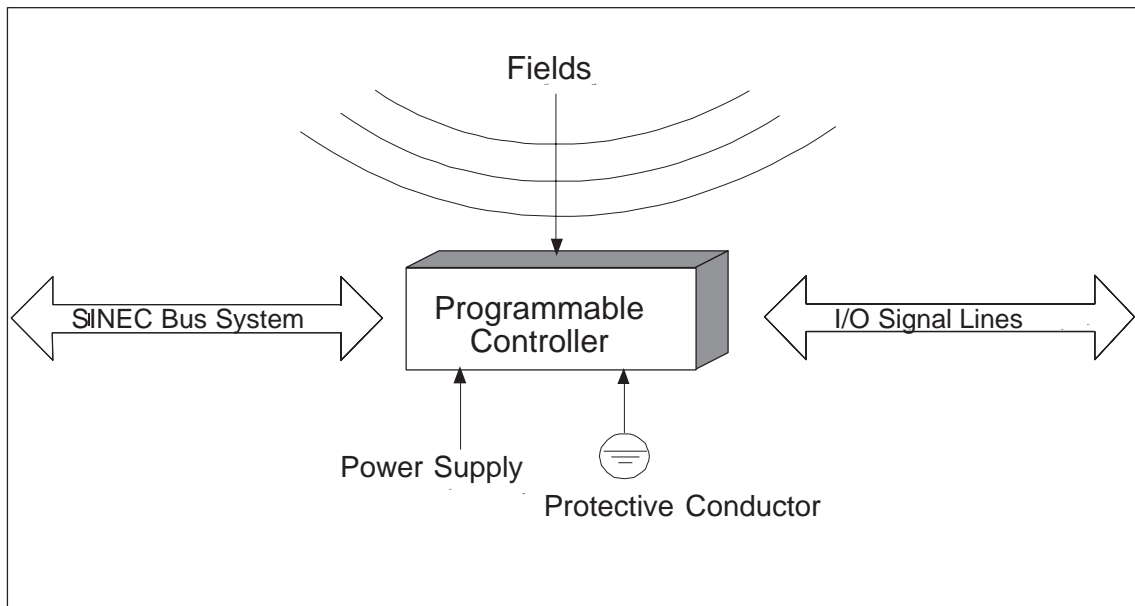 Fields
Programmable
Controller
SINEC Bus System
I/O Signal Lines
Power Supply
Protective Conductor